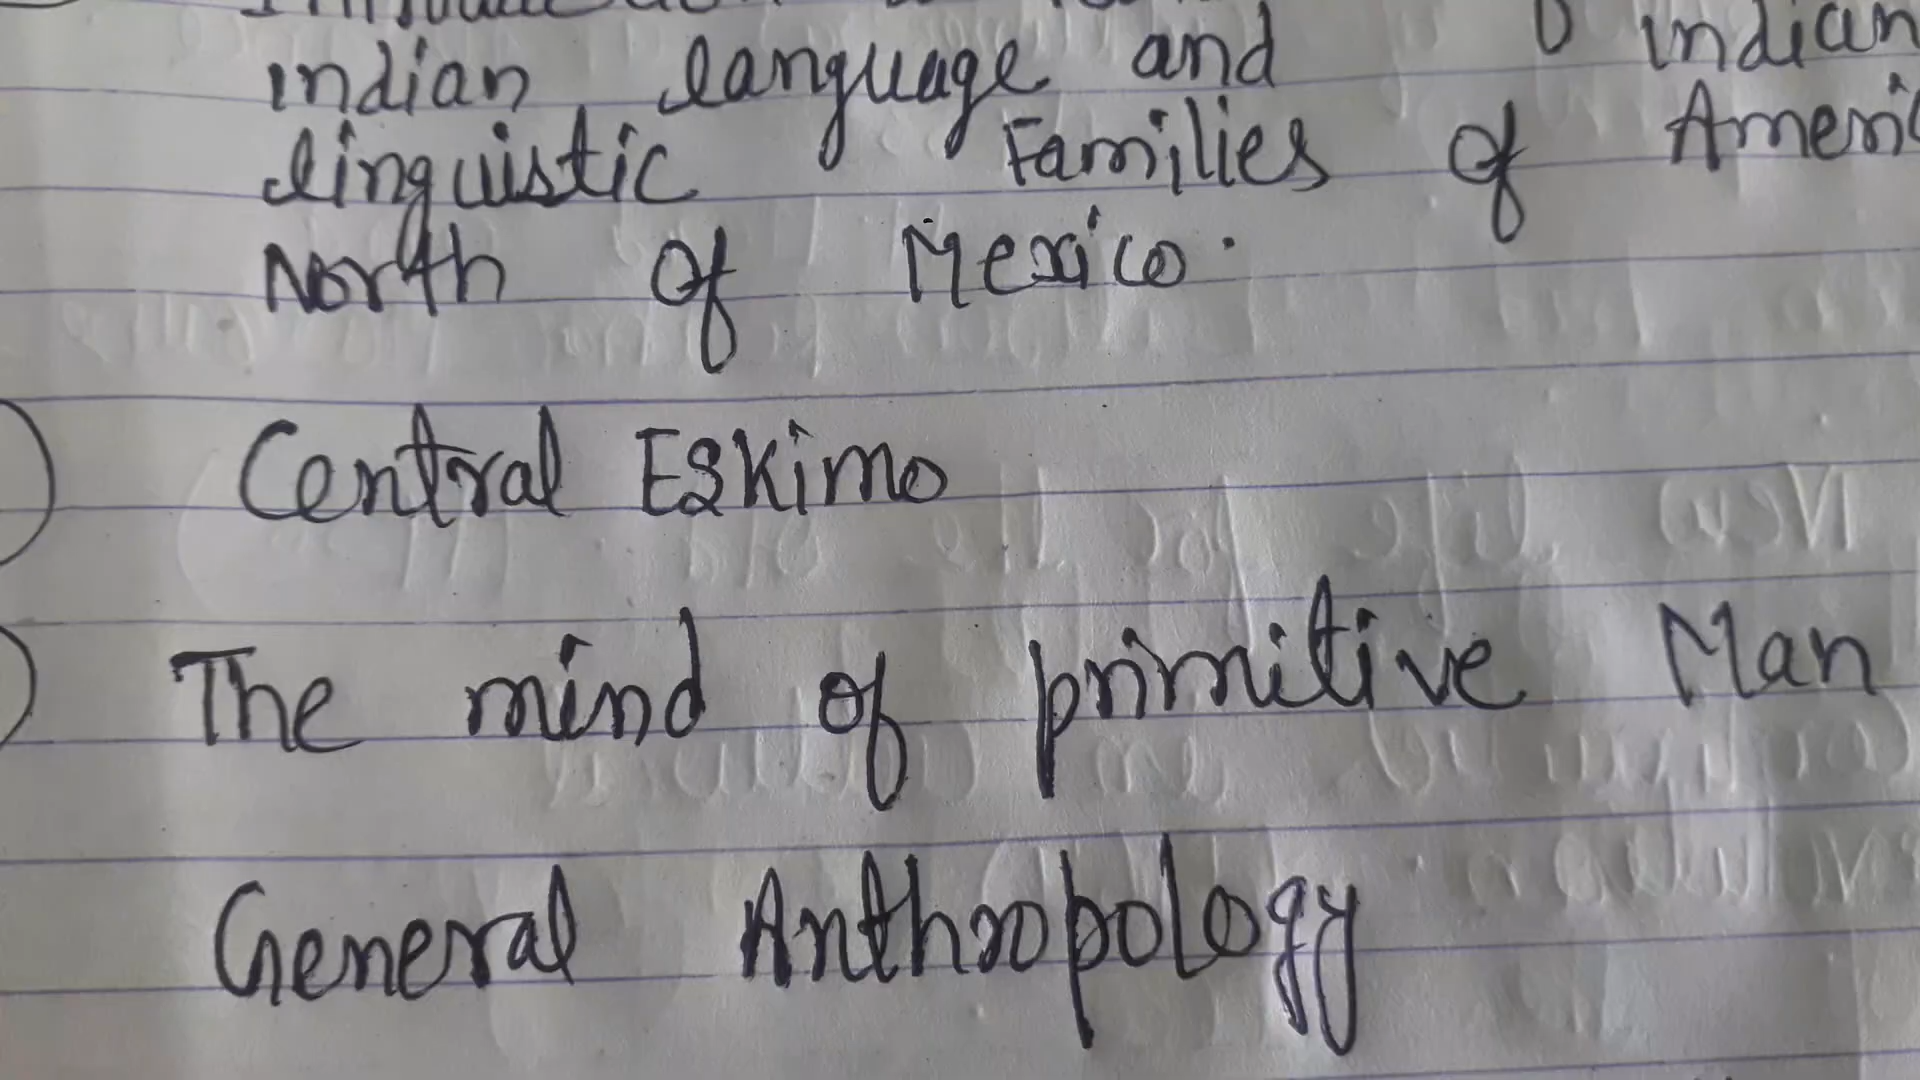 indian
indian language and
linguistic Families of Ameri
North of Mexico.
Central Eskimo
The mind of primitive Man
General Anthropology